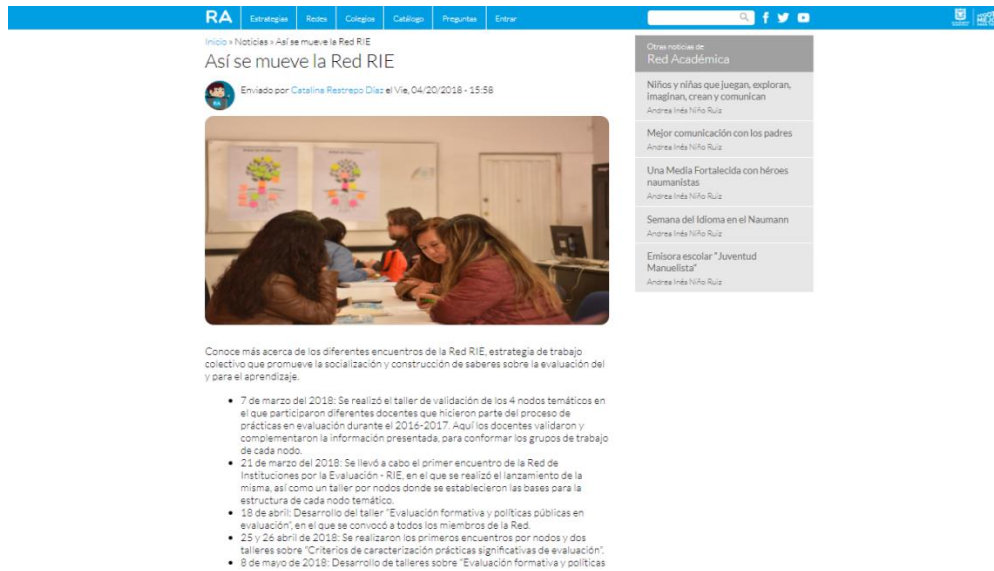 RA Estrategias Redes Colegios Catálogo Preguntas Entrar
Inicio » Noticias » Así se mueve la Red RIE
Así se mueve la Red RIE
Enviado por Catalina Restrepo Díaz el Vie, 04/20/2018 - 15:58
Conoce más acerca de los diferentes encuentros de la Red RIE, estrategia de trabajo
colectivo que promueve la socialización y construcción de saberes sobre la evaluación del
y para el aprendizaje.
• 7 de marzo del 2018: Se realizó el taller de validación de los 4 nodos temáticos en
el que participaron diferentes docentes que hicieron parte del proceso de
prácticas en evaluación durante el 2016-2017. Aquí los docentes validaron y
complementaron la información presentada, para conformar los grupos de trabajo
de cada nodo.
• 21 de marzo del 2018: Se llevó a cabo el primer encuentro de la Red de
Instituciones por la Evaluación - RIE, en el que se realizó el lanzamiento de la
misma, así como un taller por nodos donde se establecieron las bases para la
estructura de cada nodo temático.
• 18 de abril: Desarrollo del taller "Evaluación formativa y políticas públicas en
evaluación", en el que se convocó a todos los miembros de la Red.
• 25 y 26 abril de 2018: Se realizaron los primeros encuentros por nodos y dos
talleres sobre "Criterios de caracterización prácticas significativas de evaluación".
• 8 de mayo de 2018: Desarrollo de talleres sobre "Evaluación formativa y políticas
Otras noticias de
Red Académica
Niños y niñas que juegan, exploran,
imaginan, crean y comunican
Andrea Inés Niño Ruiz
Mejor comunicación con los padres
Andrea Inés Niño Ruiz
Una Media Fortalecida con héroes
naumanistas
Andrea Inés Niño Ruiz
Semana del Idioma en el Naumann
Andrea Inés Niño Ruiz
Emisora escolar "Juventud
Manuelista"
Andrea Inés Niño Ruiz